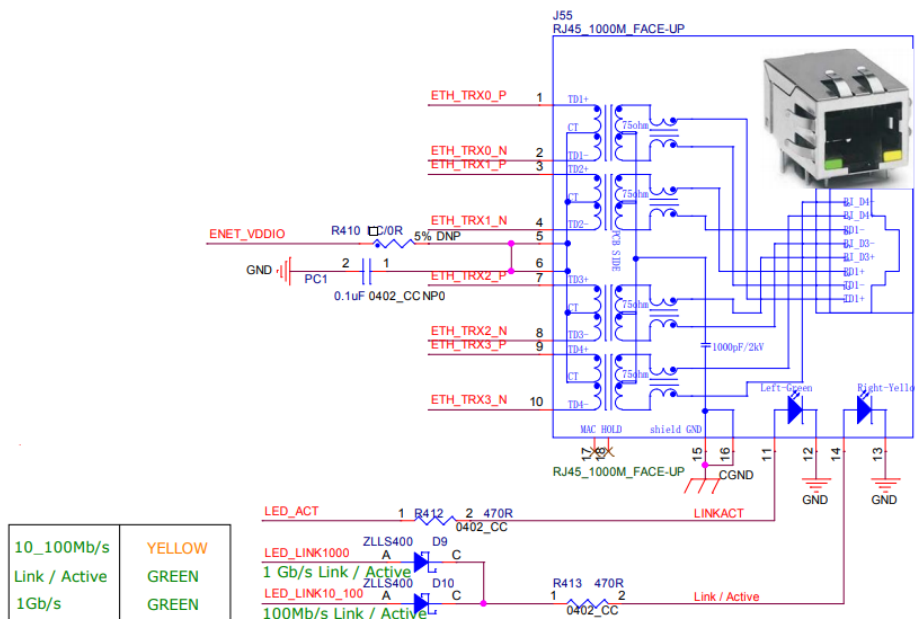 J55
RJ45_1000M_FACE-UP
ETH_TRX0_P 1 TD1+
CT 75ohm
ETH_TRX0_N 2 TD1-
ETH_TRX1_P 3 TD2+
CT 75ohm
ETH_TRX1_N 4 TD2-
ENET_VDDIO R410 5% DNP 5
GND 2 1 6
PC1
0.1uF 0402_CC NP0
ETH_TRX2_P 7 TD3+
CT 75ohm
ETH_TRX2_N 8 TD3-
ETH_TRX3_P 9 TD4+
CT 75ohm
ETH_TRX3_N 10 TD4-
PCB SIDE
BI_D4-
BI_D4+
RD1-
BI_D3-
BI_D3+
RD1+
TD1-
TD1+
1000pF/2kV
Left-Green Right-Yello
MAC HOLD shield GND
17 18 15 16 11 12 14 13
RJ45_1000M_FACE-UP
CGND GND GND
LED_ACT 1 R412 2 470R LINKACT
0402_CC
ZLLS400 D9
LED_LINK1000 A C
1 Gb/s Link / Active
ZLLS400 D10
LED_LINK10_100 A C
100Mb/s Link / Active
R413 470R
1 2 Link / Active
0402_CC
10_100Mb/s YELLOW
Link / Active GREEN
1Gb/s GREEN